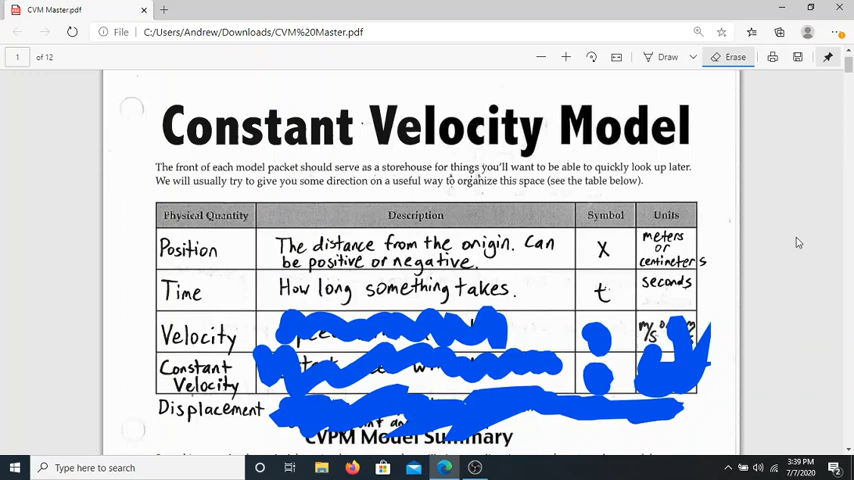 CVM Master.pdf
File
C:/Users/Andrew/Downloads/CVM%20Master.pdf
1 of 12
Draw
Erase
Constant Velocity Model
The front of each model packet should serve as a storehouse for things you'll want to be able to quickly look up later.
We will usually try to give you some direction on a useful way to organize this space (see the table below).
Physical Quantity Description Symbol Units
Position The distance from the origin. Can be positive or negative. X meters or centimeters
Time How long something takes. t seconds
Velocity m/s
Constant Velocity
Displacement
CVPM Model Summary
Type here to search
3:39 PM
7/7/2020
2